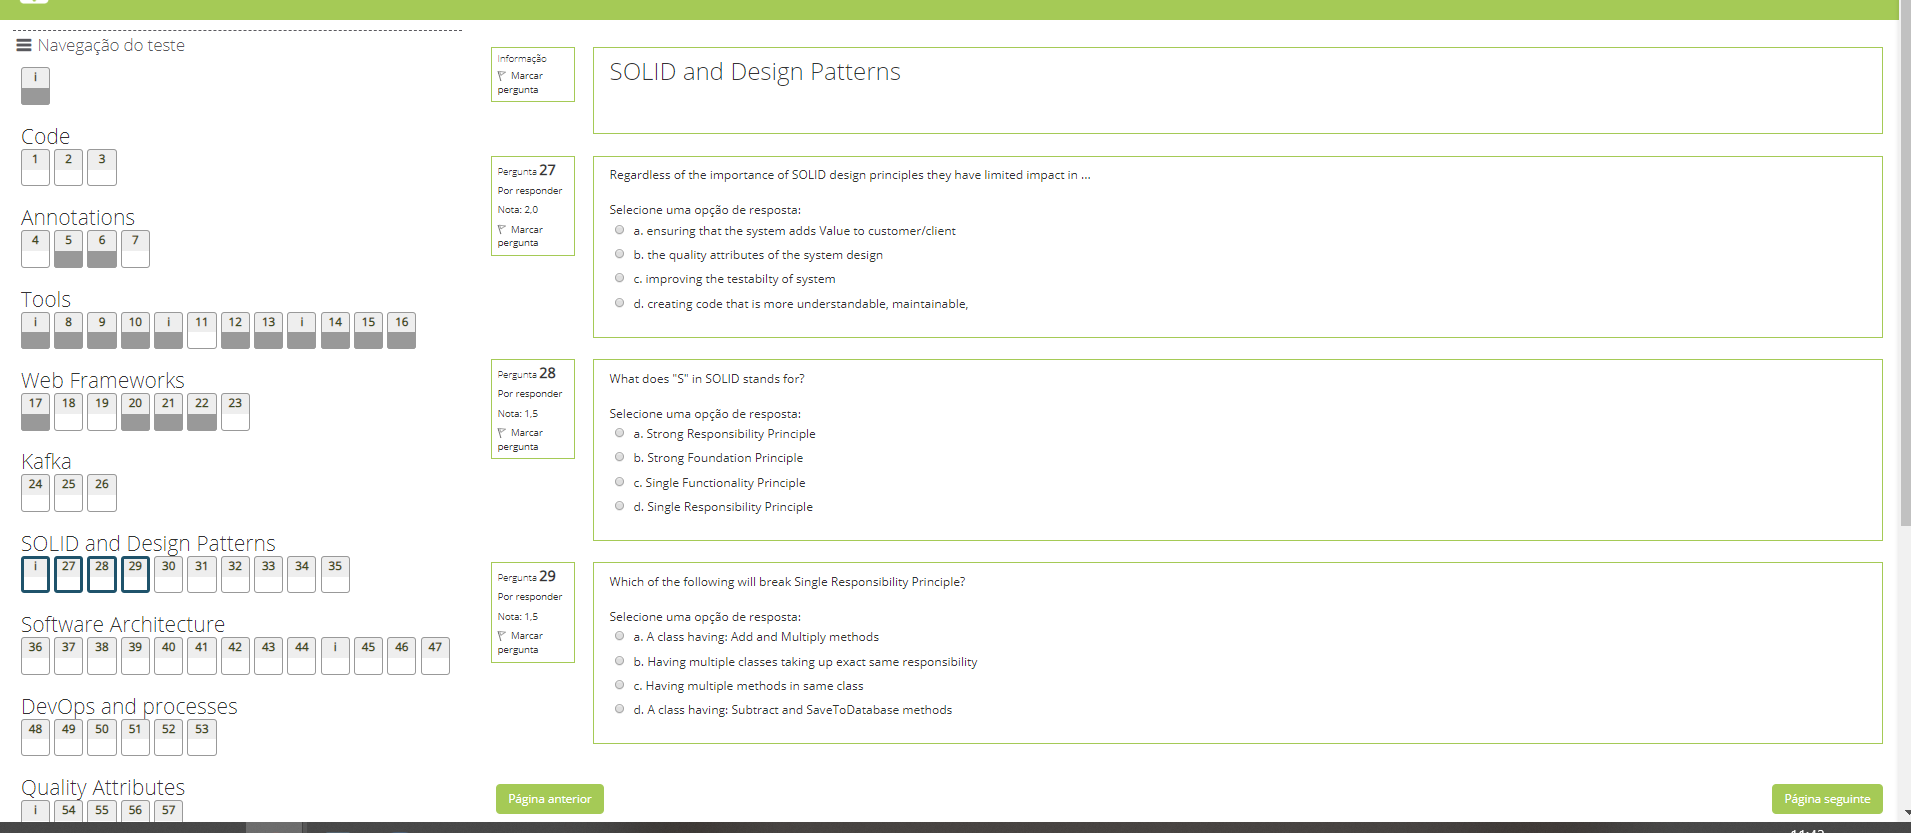 Navegação do teste
i
Code
1 2 3
Annotations
4 5 6 7
Tools
i 8 9 10 i 11 12 13 i 14 15 16
Web Frameworks
17 18 19 20 21 22 23
Kafka
24 25 26
SOLID and Design Patterns
i 27 28 29 30 31 32 33 34 35
Software Architecture
36 37 38 39 40 41 42 43 44 i 45 46 47
DevOps and processes
48 49 50 51 52 53
Quality Attributes
i 54 55 56 57
Informação
Marcar
pergunta
SOLID and Design Patterns
Pergunta 27
Por responder
Nota: 2,0
Marcar
pergunta
Regardless of the importance of SOLID design principles they have limited impact in ...
Selecione uma opção de resposta:
a. ensuring that the system adds Value to customer/client
b. the quality attributes of the system design
c. improving the testabilty of system
d. creating code that is more understandable, maintainable,
Pergunta 28
Por responder
Nota: 1,5
Marcar
pergunta
What does "S" in SOLID stands for?
Selecione uma opção de resposta:
a. Strong Responsibility Principle
b. Strong Foundation Principle
c. Single Functionality Principle
d. Single Responsibility Principle
Pergunta 29
Por responder
Nota: 1,5
Marcar
pergunta
Which of the following will break Single Responsibility Principle?
Selecione uma opção de resposta:
a. A class having: Add and Multiply methods
b. Having multiple classes taking up exact same responsibility
c. Having multiple methods in same class
d. A class having: Subtract and SaveToDatabase methods
Página anterior
Página seguinte